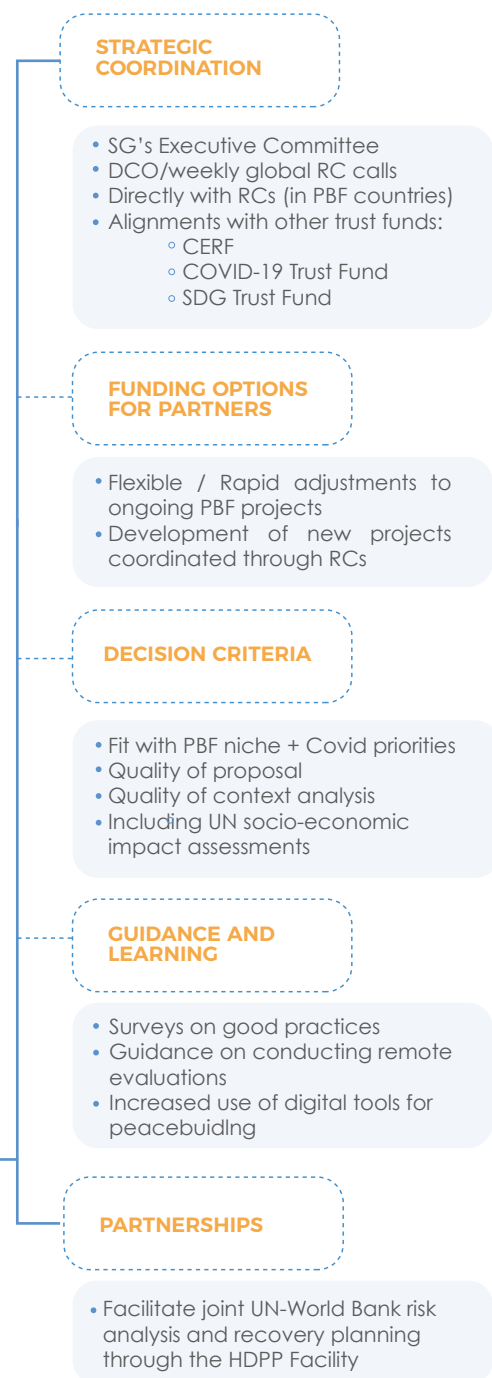 STRATEGIC
COORDINATION
• SG's Executive Committee
• DCO/weekly global RC calls
• Directly with RCs (in PBF countries)
• Alignments with other trust funds:
◦ CERF
◦ COVID-19 Trust Fund
◦ SDG Trust Fund
FUNDING OPTIONS
FOR PARTNERS
• Flexible / Rapid adjustments to
ongoing PBF projects
• Development of new projects
coordinated through RCs
DECISION CRITERIA
• Fit with PBF niche + Covid priorities
• Quality of proposal
• Quality of context analysis
• Including UN socio-economic
impact assessments
GUIDANCE AND
LEARNING
• Surveys on good practices
• Guidance on conducting remote
evaluations
• Increased use of digital tools for
peacebuidlng
PARTNERSHIPS
• Facilitate joint UN-World Bank risk
analysis and recovery planning
through the HDPP Facility